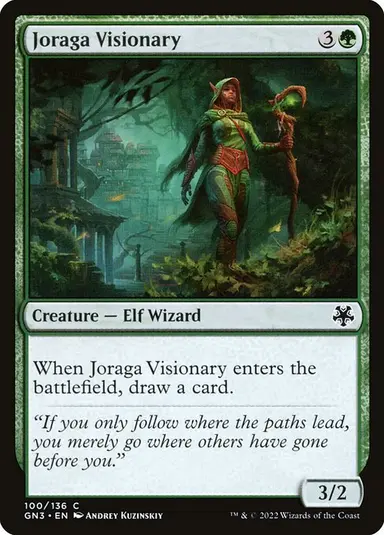 Joraga Visionary 3
Creature — Elf Wizard
When Joraga Visionary enters the
battlefield, draw a card.
“If you only follow where the paths lead,
you merely go where others have gone
before you.”
3/2
100/136 C
GN3 • EN Andrey Kuzinskiy
™ & © 2022 Wizards of the Coast